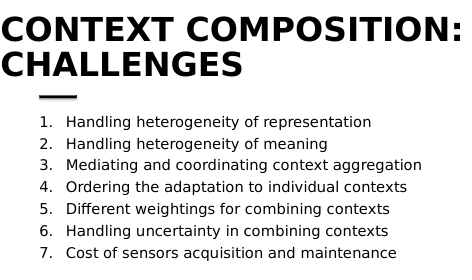 CONTEXT COMPOSITION:
CHALLENGES
1. Handling heterogeneity of representation
2. Handling heterogeneity of meaning
3. Mediating and coordinating context aggregation
4. Ordering the adaptation to individual contexts
5. Different weightings for combining contexts
6. Handling uncertainty in combining contexts
7. Cost of sensors acquisition and maintenance